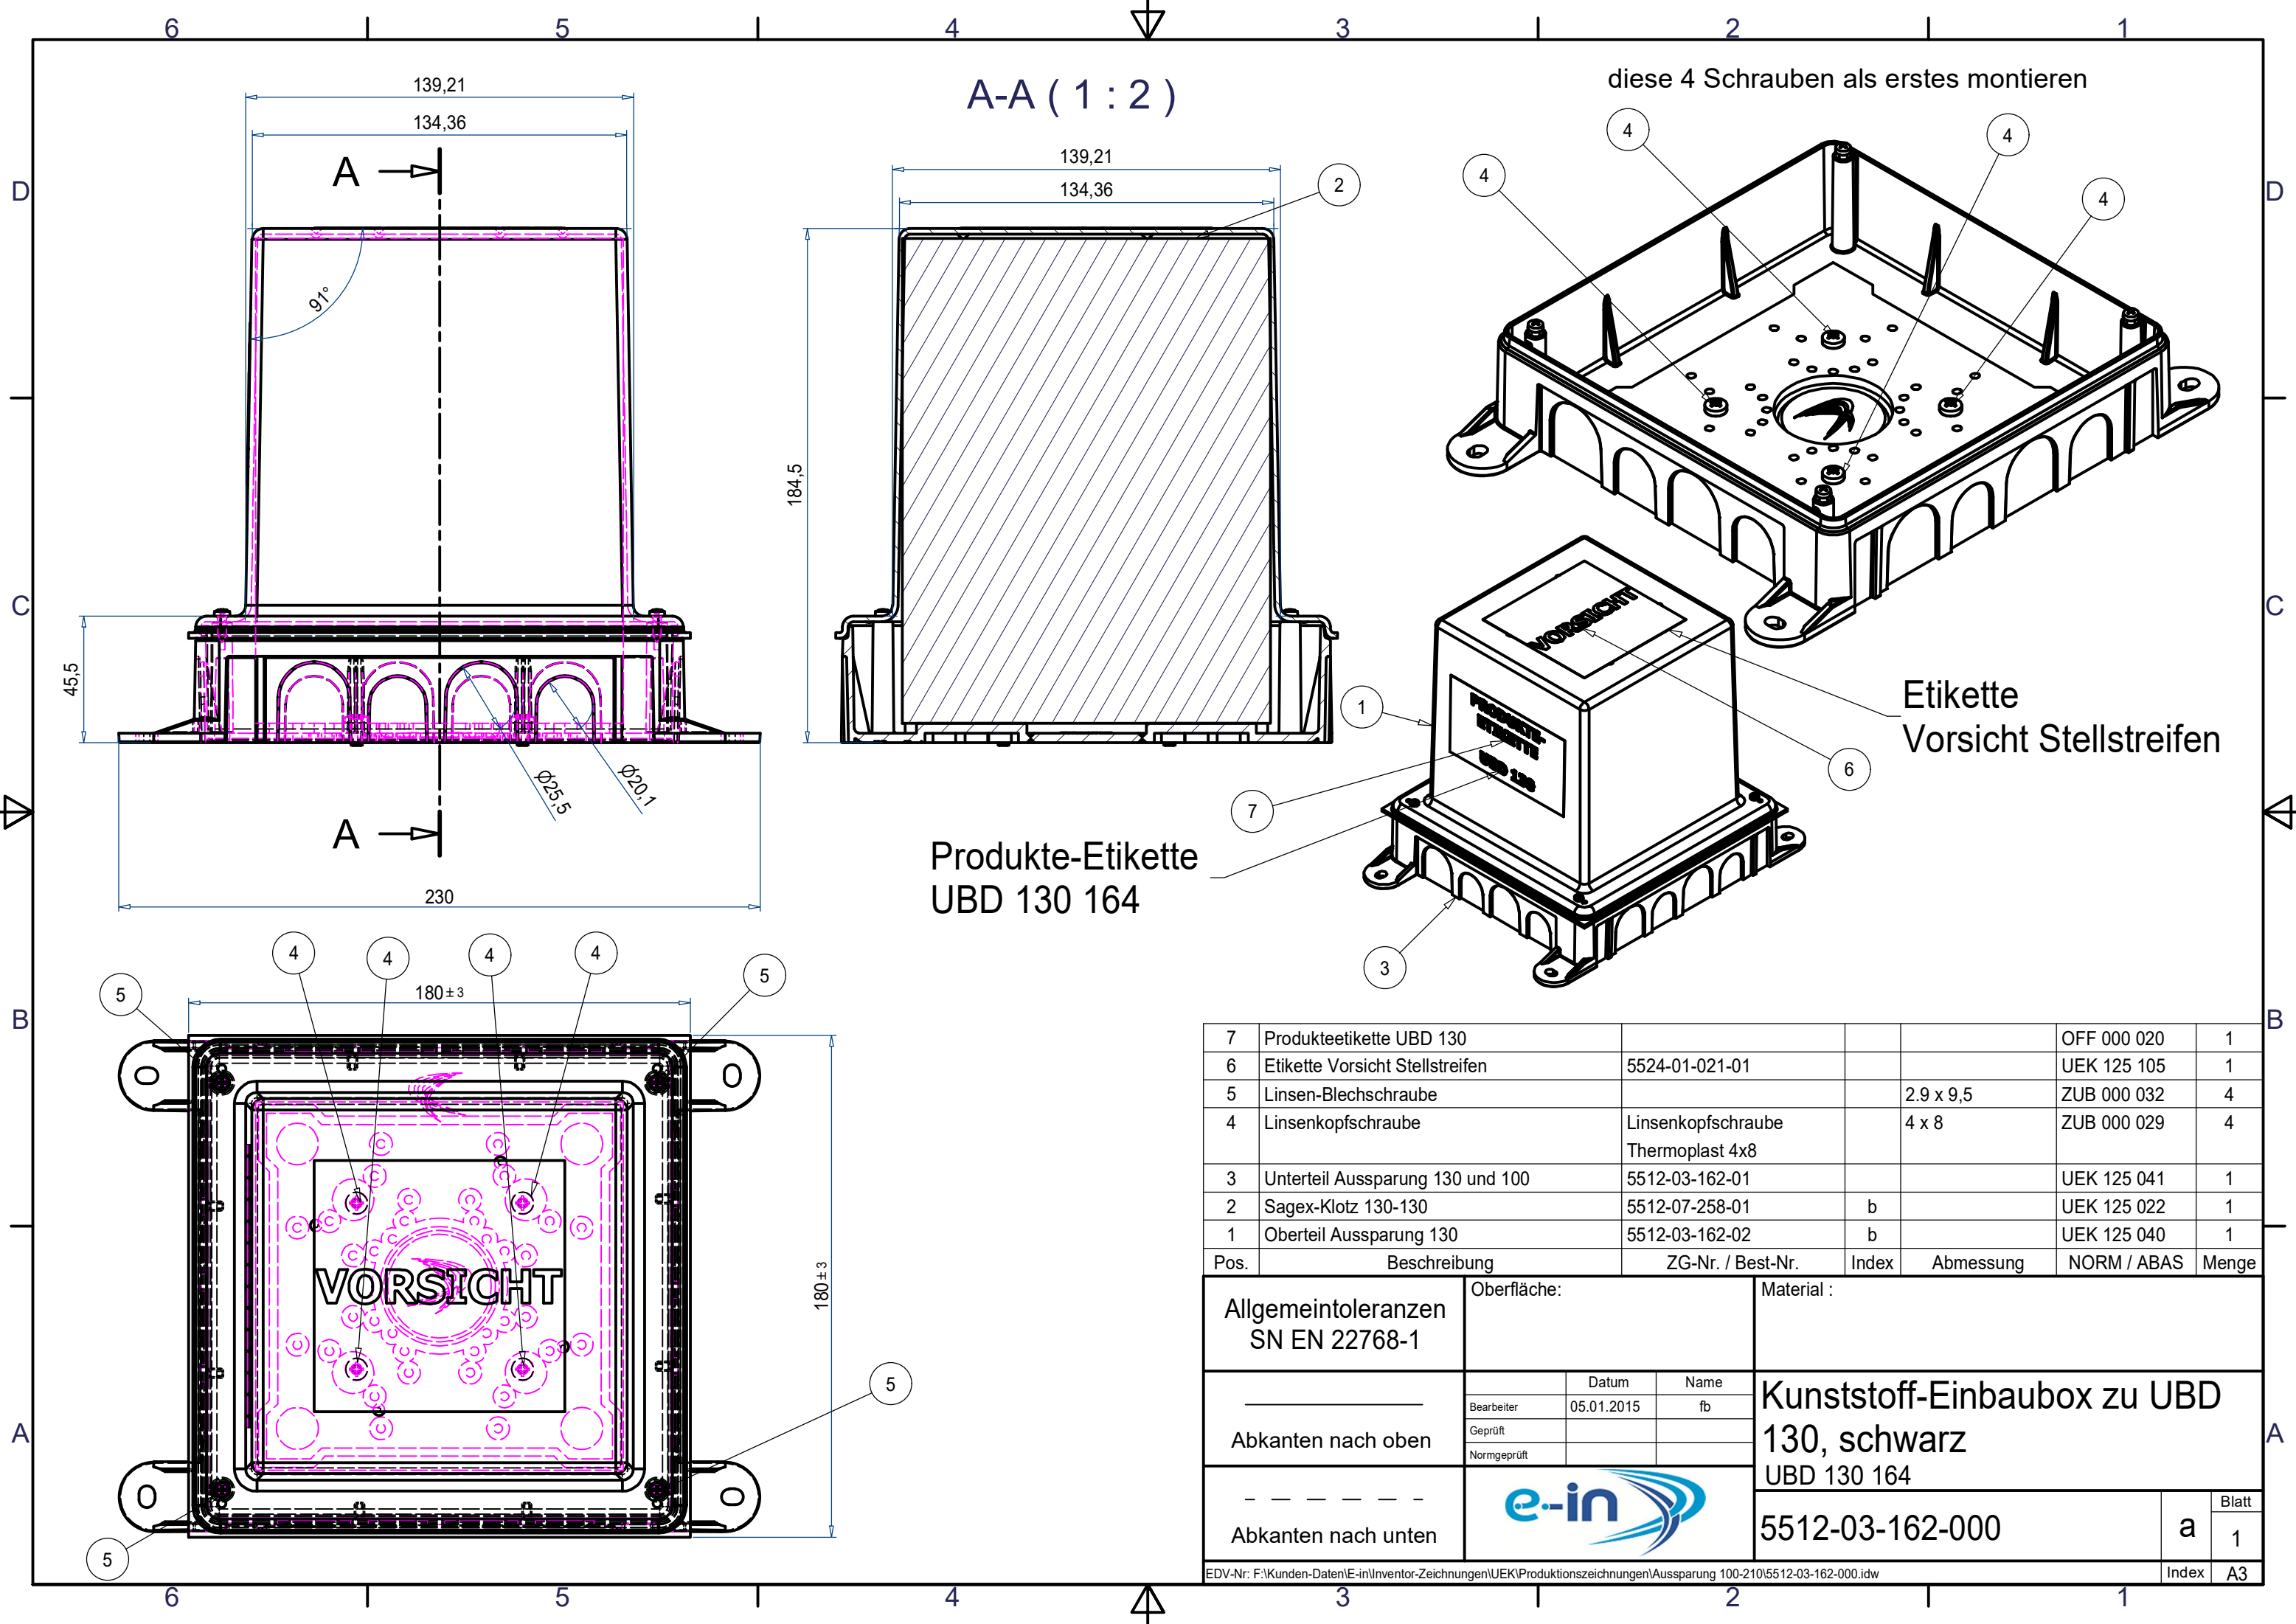 6 5 4 3 2 1
139,21
134,36
A
A-A ( 1 : 2 )
139,21
134,36
2
diese 4 Schrauben als erstes montieren
4
4
4
4
D
D
91°
184,5
C
C
45,5
Ø25,5
Ø20,1
A
230
VORSICHT
PRODUKTE-
ETIKETTE
UBD 130
1
7
6
3
Etikette
Vorsicht Stellstreifen
Produkte-Etikette
UBD 130 164
4
4
4
4
5
5
180±3
B
B
VORSICHT
180±3
5
5
A
A
7 Produkteetikette UBD 130 OFF 000 020 1
6 Etikette Vorsicht Stellstreifen 5524-01-021-01 UEK 125 105 1
5 Linsen-Blechschraube 2.9 x 9,5 ZUB 000 032 4
4 Linsenkopfschraube Linsenkopfschraube 4 x 8 ZUB 000 029 4
Thermoplast 4x8
3 Unterteil Aussparung 130 und 100 5512-03-162-01 UEK 125 041 1
2 Sagex-Klotz 130-130 5512-07-258-01 b UEK 125 022 1
1 Oberteil Aussparung 130 5512-03-162-02 b UEK 125 040 1
Pos. Beschreibung ZG-Nr. / Best-Nr. Index Abmessung NORM / ABAS Menge
Allgemeintoleranzen
SN EN 22768-1
Oberfläche:
Material :
Abkanten nach oben
Datum Name
Bearbeiter 05.01.2015 fb
Geprüft
Normgeprüft
Kunststoff-Einbaubox zu UBD
130, schwarz
UBD 130 164
Abkanten nach unten
e-in
5512-03-162-000
a
Blatt
1
EDV-Nr: F:\Kunden-Daten\E-in\Inventor-Zeichnungen\UEK\Produktionszeichnungen\Aussparung 100-210\5512-03-162-000.idw
Index A3
6 5 4 3 2 1